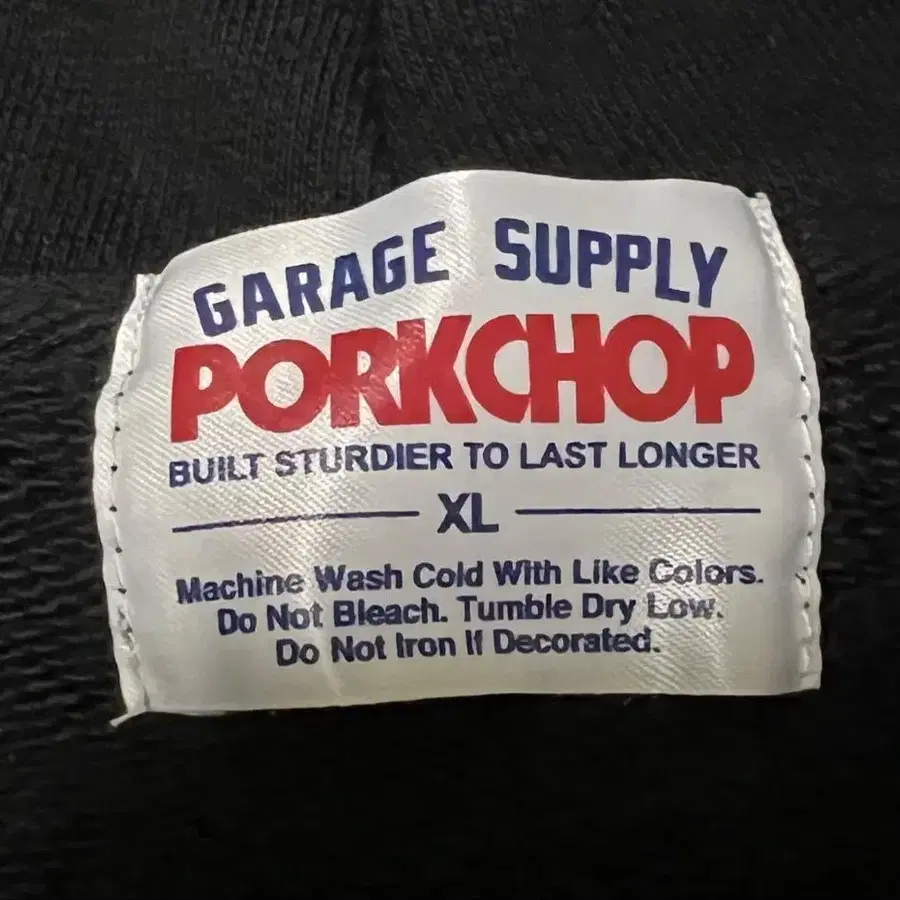 GARAGE SUPPLY
PORKCHOP
BUILT STURDIER TO LAST LONGER
XL
Machine Wash Cold With Like Colors.
Do Not Bleach. Tumble Dry Low.
Do Not Iron If Decorated.